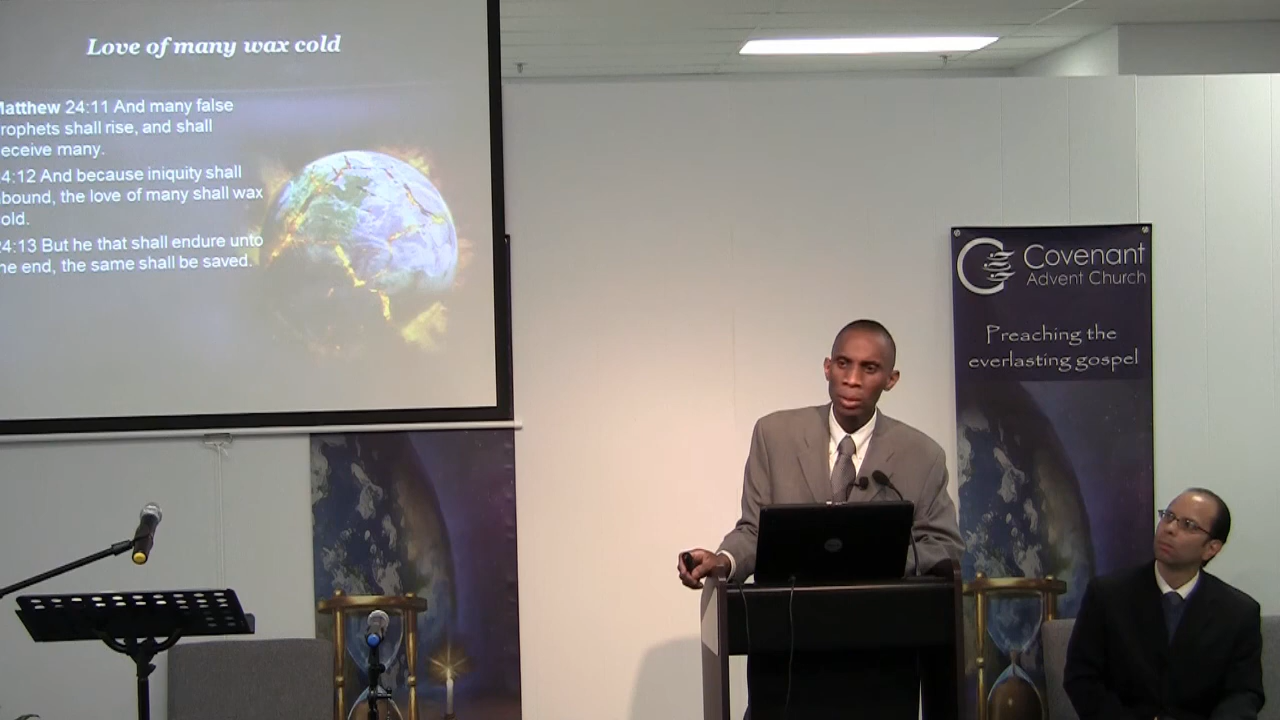 Love of many wax cold
Matthew 24:11 And many false
rophets shall rise, and shall
eceive many.
4:12 And because iniquity shall
bound, the love of many shall wax
old.
24:13 But he that shall endure unto
he end, the same shall be saved.
Covenant
Advent Church
Preaching the
everlasting gospel